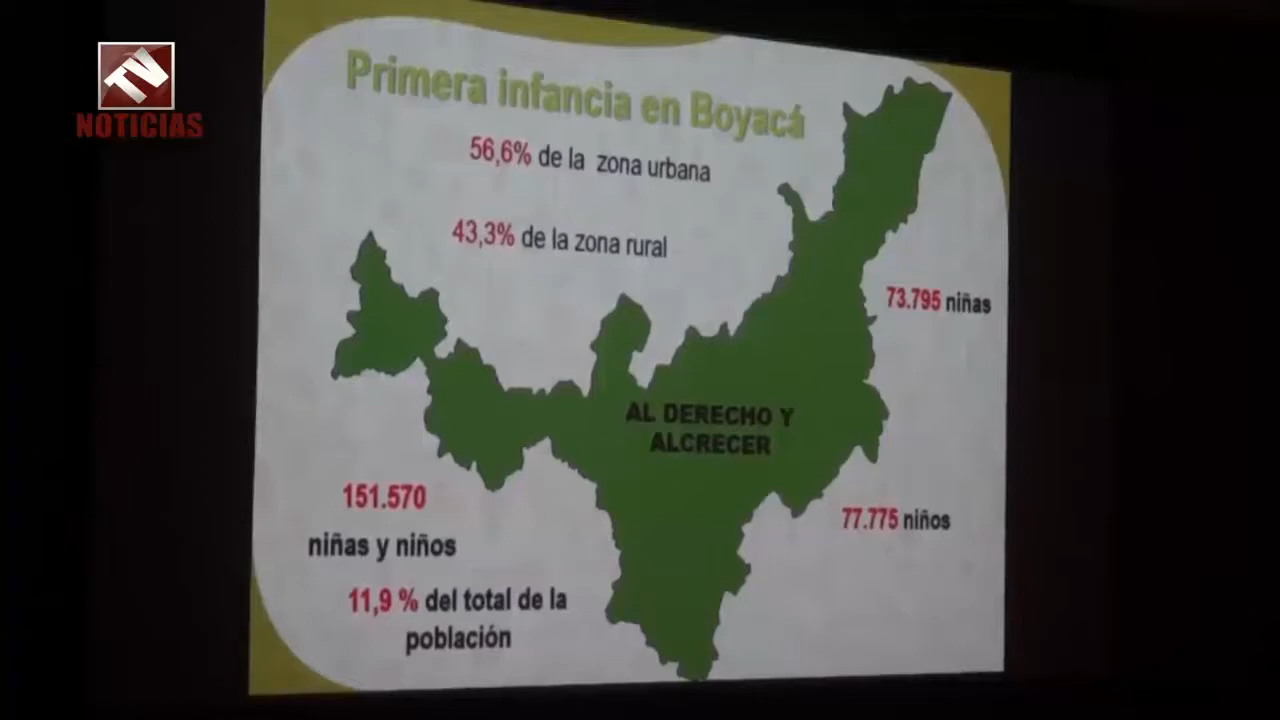 TV
NOTICIAS
Primera infancia en Boyacá
56,6% de la zona urbana
43,3% de la zona rural
73.795 niñas
AL DERECHO Y
ALCRECER
151.570
niñas y niños
77.775 niños
11,9 % del total de la
población